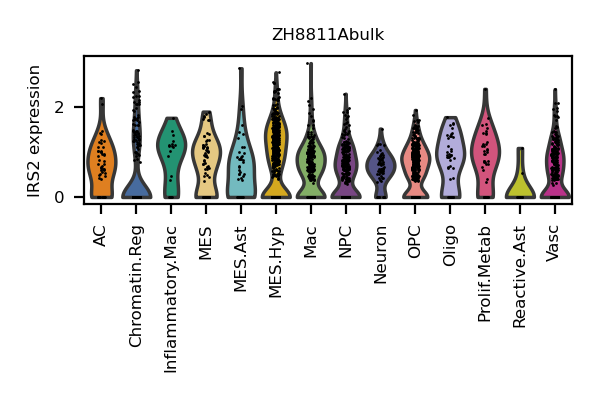 ZH8811Abulk
IRS2 expression
2
0
AC
Chromatin.Reg
Inflammatory.Mac
MES
MES.Ast
MES.Hyp
Mac
NPC
Neuron
OPC
Oligo
Prolif.Metab
Reactive.Ast
Vasc